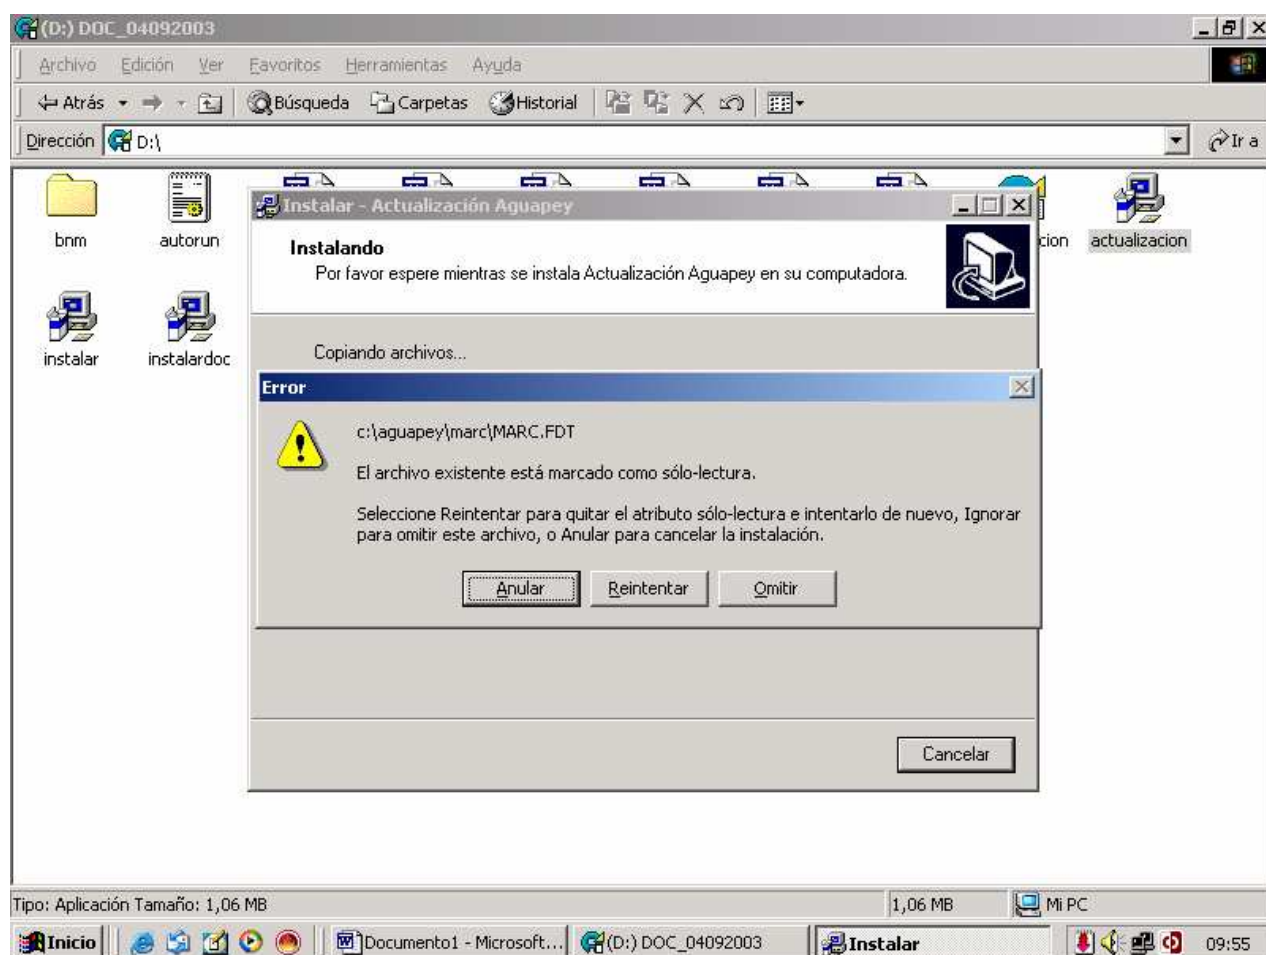 (D:) DOC_04092003
Archivo Edición Ver Favoritos Herramientas Ayuda
Atrás Búsqueda Carpetas Historial
Dirección D:\ Ir a
bnm autorun cion actualizacion
instalar instalardoc
Instalar - Actualización Aguapey
Instalando
Por favor espere mientras se instala Actualización Aguapey en su computadora.
Copiando archivos...
Error
c:\aguapey\marc\MARC.FDT
El archivo existente está marcado como sólo-lectura.
Seleccione Reintentar para quitar el atributo sólo-lectura e intentarlo de nuevo, Ignorar
para omitir este archivo, o Anular para cancelar la instalación.
Anular Reintentar Omitir
Cancelar
Tipo: Aplicación Tamaño: 1,06 MB 1,06 MB Mi PC
Inicio Documento1 - Microsoft... (D:) DOC_04092003 Instalar 09:55